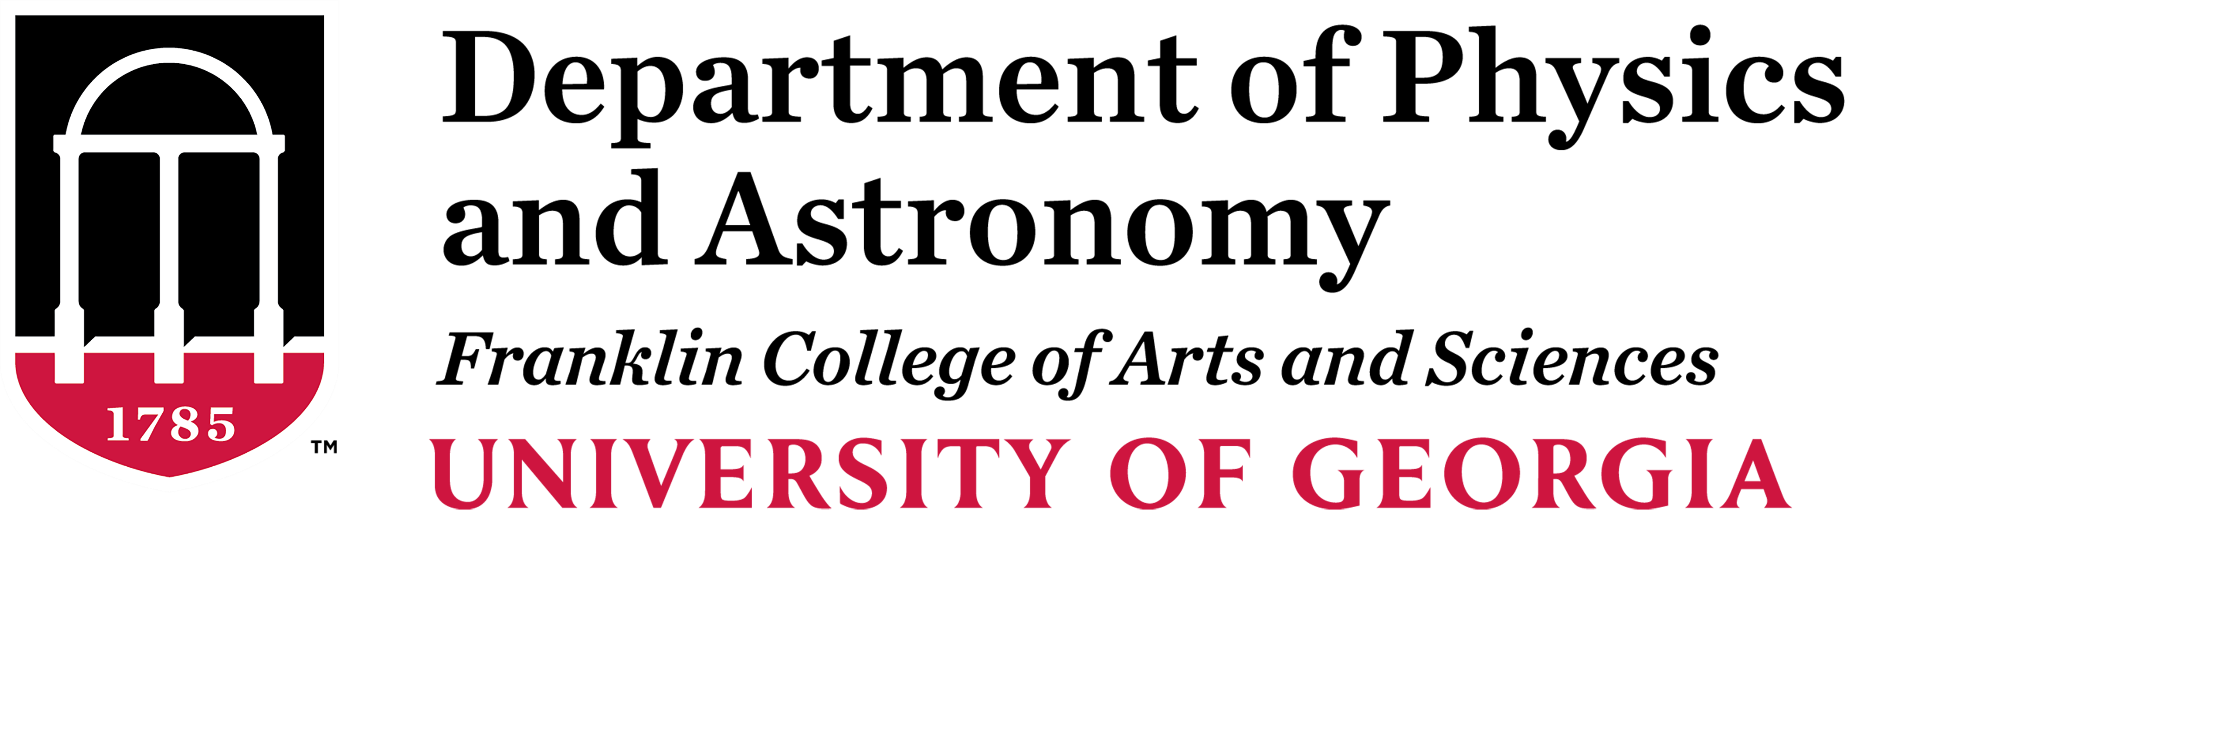 1785
TM
Department of Physics
and Astronomy
Franklin College of Arts and Sciences
UNIVERSITY OF GEORGIA